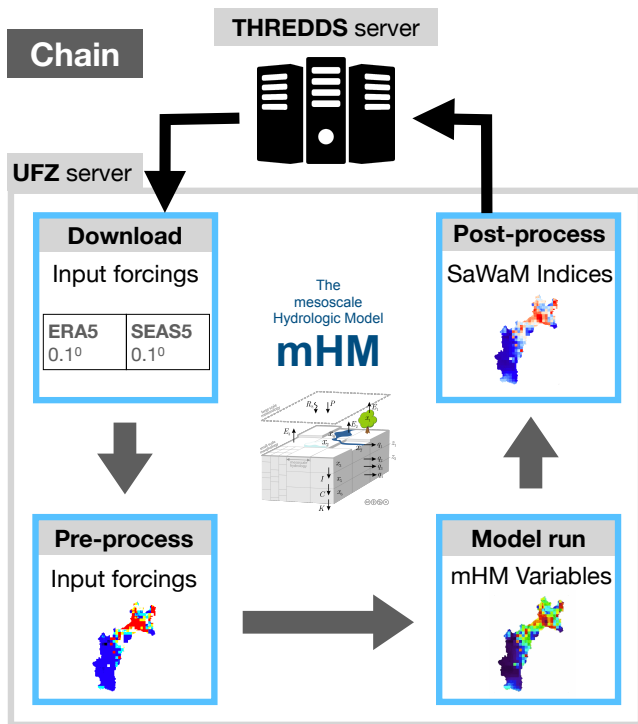 THREDDS server
Chain
UFZ server
Download
Input forcings
ERA5
0.1⁰
SEAS5
0.1⁰
The
mesoscale
Hydrologic Model
mHM
Post-process
SaWaM Indices
Pre-process
Input forcings
Model run
mHM Variables